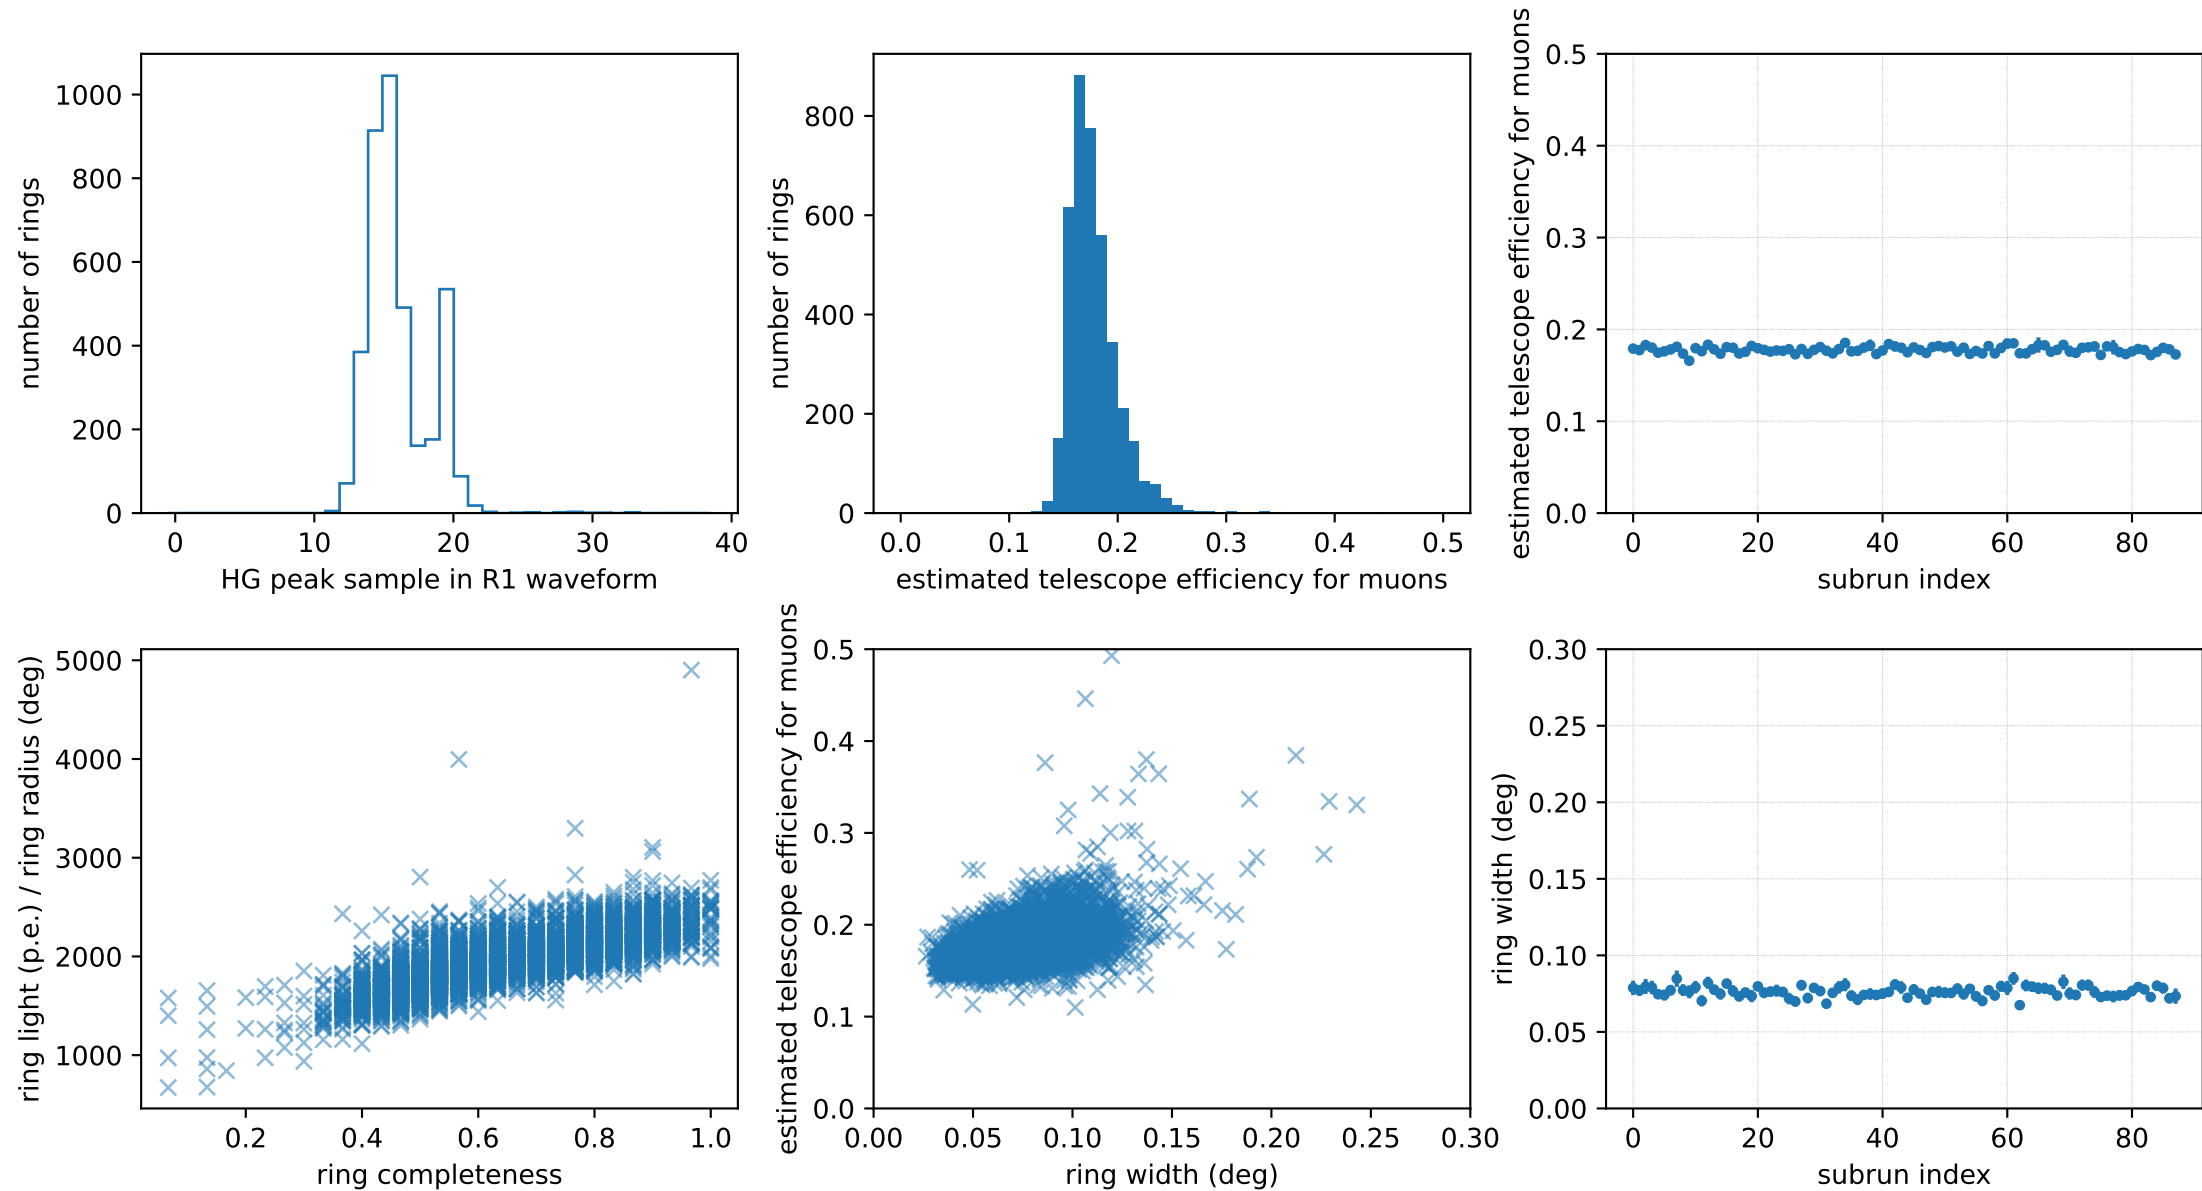 number of rings
1000
800
600
400
200
0
0 10 20 30 40
HG peak sample in R1 waveform
number of rings
800
600
400
200
0
0.0 0.1 0.2 0.3 0.4 0.5
estimated telescope efficiency for muons
estimated telescope efficiency for muons
0.5
0.4
0.3
0.2
0.1
0.0
0 20 40 60 80
subrun index
ring light (p.e.) / ring radius (deg)
5000
4000
3000
2000
1000
0.2 0.4 0.6 0.8 1.0
ring completeness
estimated telescope efficiency for muons
0.5
0.4
0.3
0.2
0.1
0.0
0.00 0.05 0.10 0.15 0.20 0.25 0.30
ring width (deg)
ring width (deg)
0.30
0.25
0.20
0.15
0.10
0.05
0.00
0 20 40 60 80
subrun index